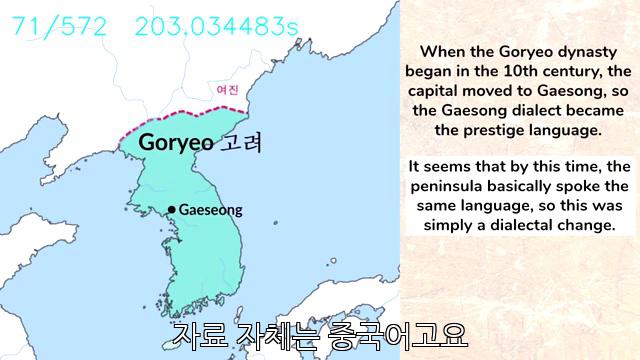 71/572 203.034483s
여진
Goryeo 고려
Gaeseong
When the Goryeo dynasty
began in the 10th century, the
capital moved to Gaesong, so
the Gaesong dialect became
the prestige language.
It seems that by this time, the
peninsula basically spoke the
same language, so this was
simply a dialectal change.
자료 자체는 중국어고요